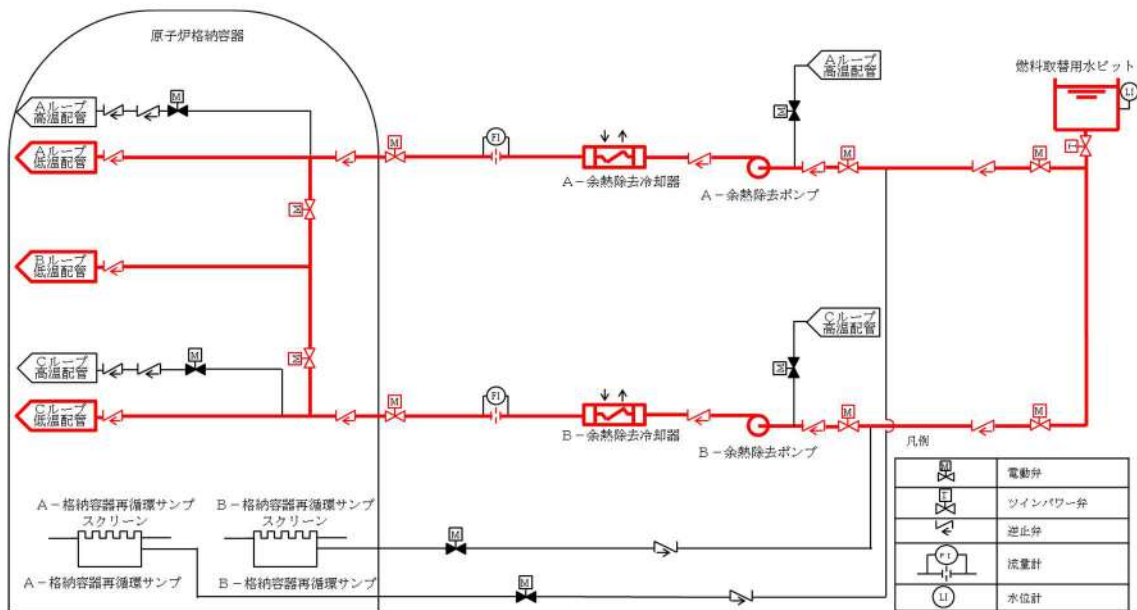 原子炉格納容器
Aループ
高温配管
M
Aループ
低温配管
M
Bループ
低温配管
M
Cループ
高温配管
M
Cループ
低温配管
M
FI
A－余熱除去冷却器
A－余熱除去ポンプ
Aループ
高温配管
M
M
M
燃料取替用水ピット
LI
T
M
FI
B－余熱除去冷却器
B－余熱除去ポンプ
Cループ
高温配管
M
M
M
A－格納容器再循環サンプ
スクリーン
A－格納容器再循環サンプ
B－格納容器再循環サンプ
スクリーン
B－格納容器再循環サンプ
M
M
凡例
M
電動弁
T
ツインパワー弁
逆止弁
FI
流量計
LI
水位計